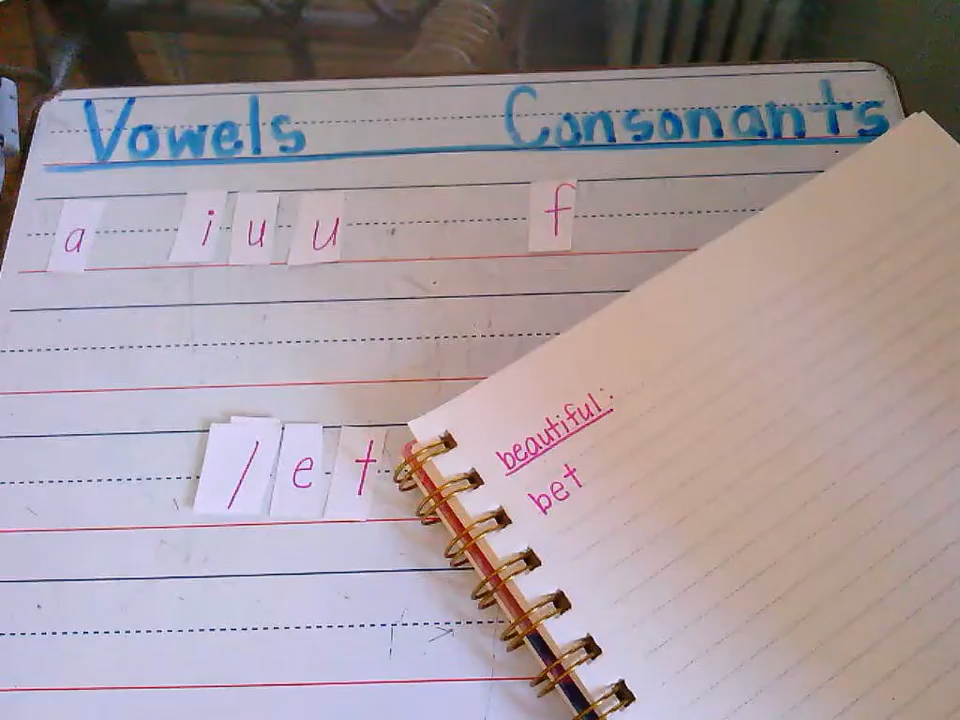 Vowels Consonants
a i u u f
l e t
beautiful:
bet